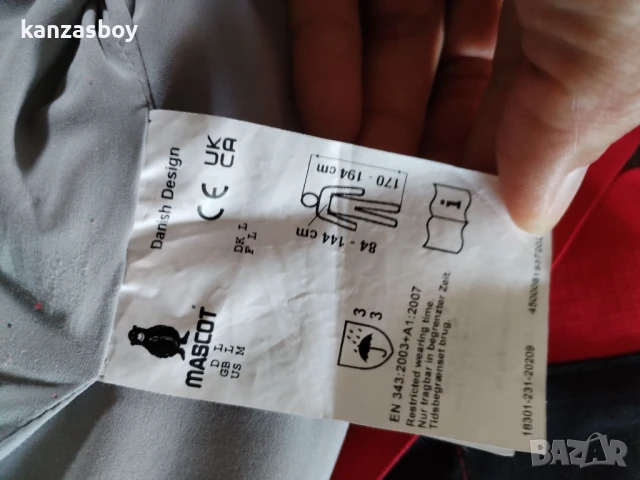 kanzasboy
Danish Design
CE UK CA
MASCOT
D L
GB L
US M
DK L
F L
170 - 194 cm
84 - 144 cm
i
3
3
EN 343:2003+A1:2007
Restricted wearing time.
Nur tragbar in begrenzter Zeit.
Tidsbegrænset brug.
18301-231-20209
BAZAR